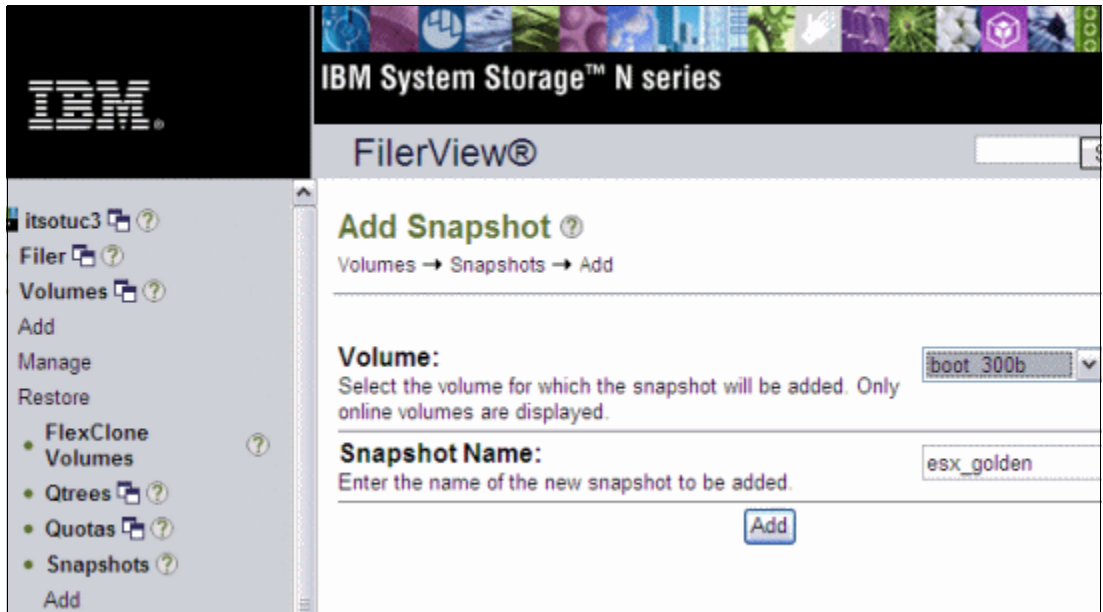 IBM.
IBM System Storage™ N series
FilerView®
itsotuc3
Filer
Volumes
Add
Manage
Restore
FlexClone
Volumes
Qtrees
Quotas
Snapshots
Add
Add Snapshot
Volumes → Snapshots → Add
Volume:
Select the volume for which the snapshot will be added. Only
online volumes are displayed.
boot_300b
Snapshot Name:
Enter the name of the new snapshot to be added.
esx_golden
Add